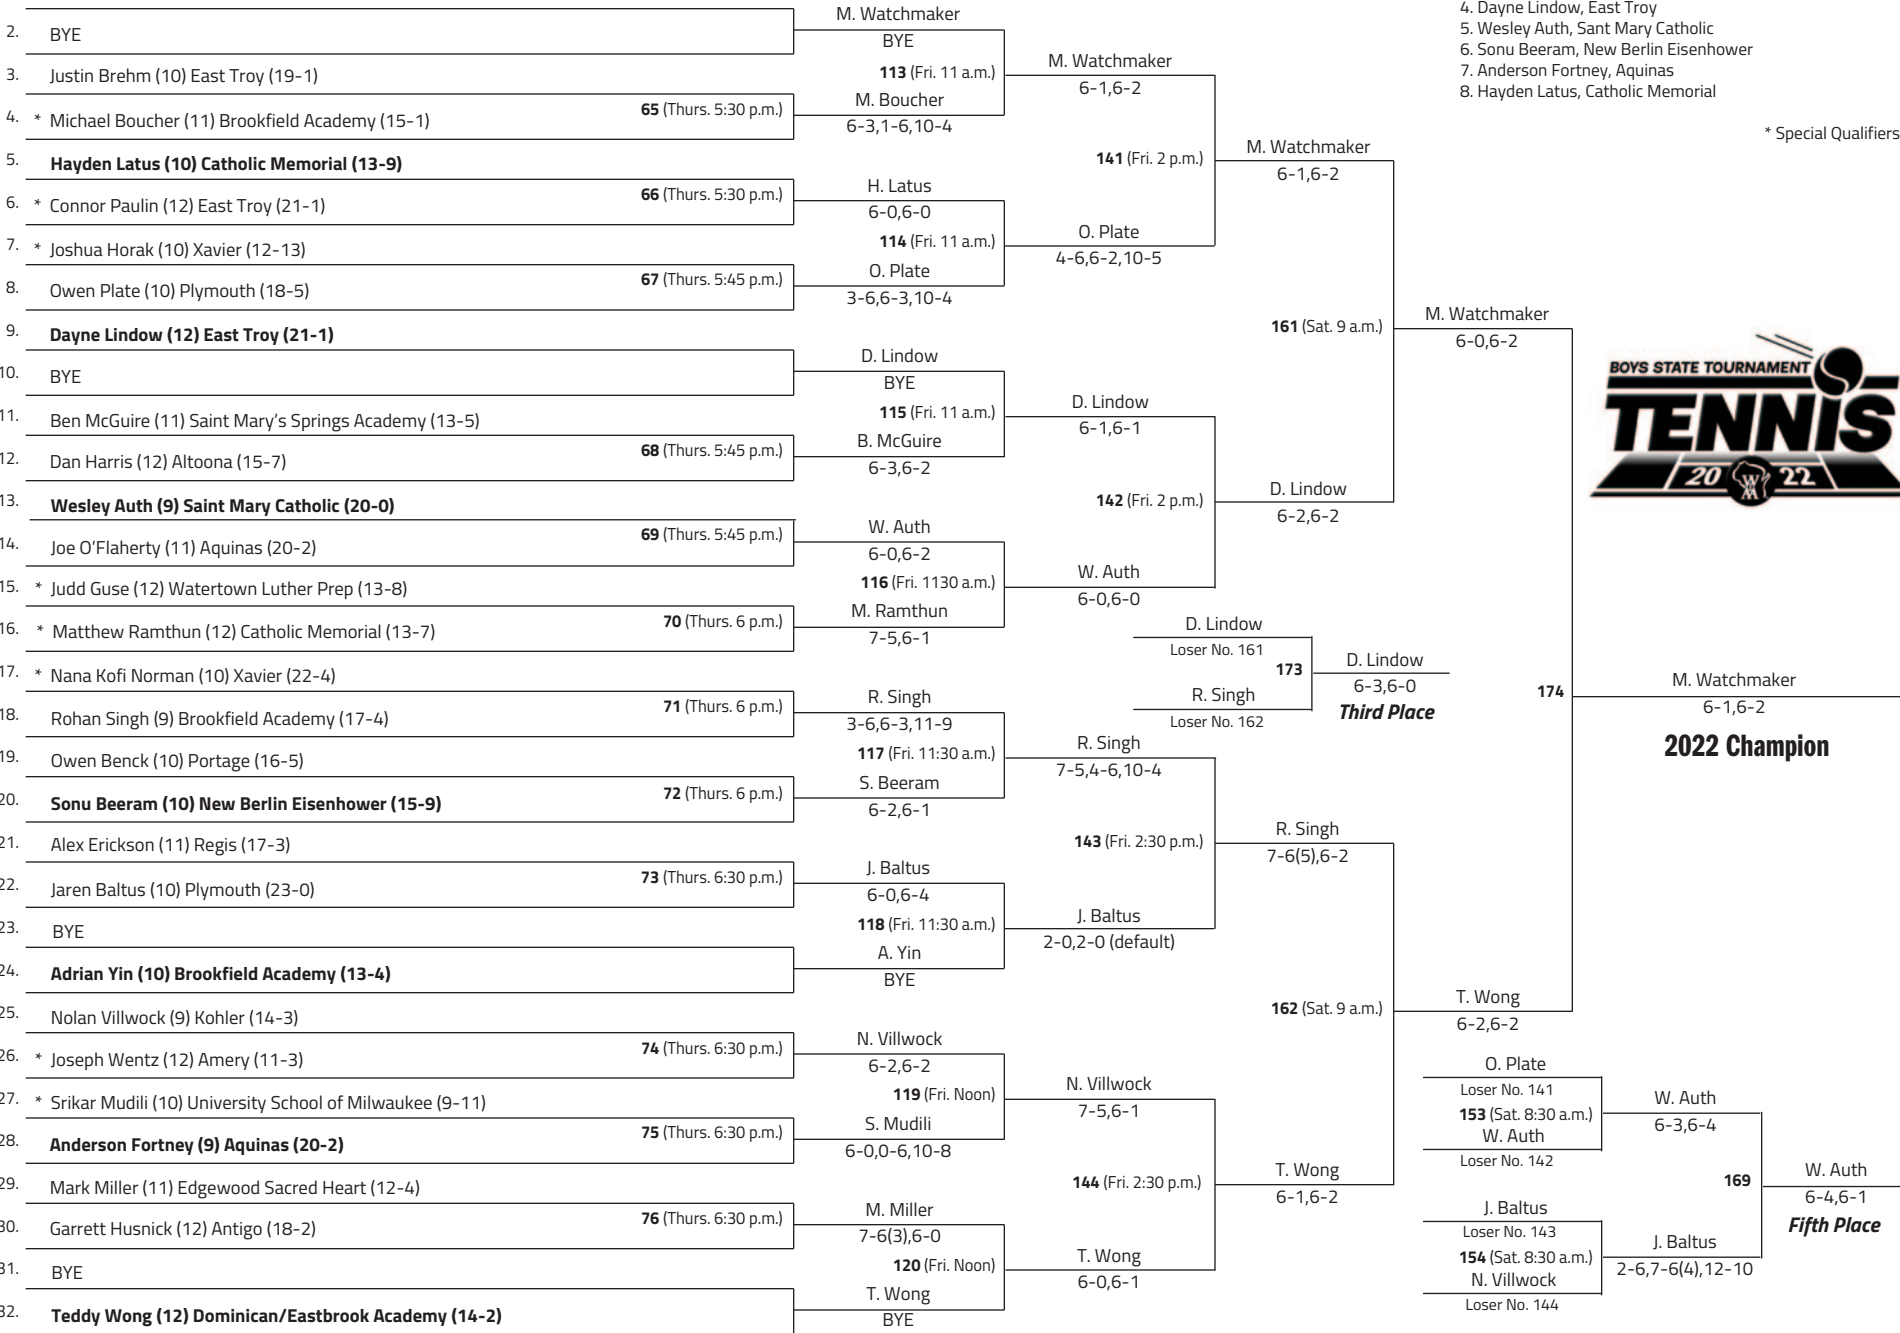 2. BYE
3. Justin Brehm (10) East Troy (19-1)
4. * Michael Boucher (11) Brookfield Academy (15-1)
5. Hayden Latus (10) Catholic Memorial (13-9)
6. * Connor Paulin (12) East Troy (21-1)
7. * Joshua Horak (10) Xavier (12-13)
8. Owen Plate (10) Plymouth (18-5)
9. Dayne Lindow (12) East Troy (21-1)
10. BYE
11. Ben McGuire (11) Saint Mary's Springs Academy (13-5)
12. Dan Harris (12) Altoona (15-7)
13. Wesley Auth (9) Saint Mary Catholic (20-0)
14. Joe O'Flaherty (11) Aquinas (20-2)
15. * Judd Guse (12) Watertown Luther Prep (13-8)
16. * Matthew Ramthun (12) Catholic Memorial (13-7)
17. * Nana Kofi Norman (10) Xavier (22-4)
18. Rohan Singh (9) Brookfield Academy (17-4)
19. Owen Benck (10) Portage (16-5)
20. Sonu Beeram (10) New Berlin Eisenhower (15-9)
21. Alex Erickson (11) Regis (17-3)
22. Jaren Baltus (10) Plymouth (23-0)
23. BYE
24. Adrian Yin (10) Brookfield Academy (13-4)
25. Nolan Villwock (9) Kohler (14-3)
26. * Joseph Wentz (12) Amery (11-3)
27. * Srikar Mudili (10) University School of Milwaukee (9-11)
28. Anderson Fortney (9) Aquinas (20-2)
29. Mark Miller (11) Edgewood Sacred Heart (12-4)
30. Garrett Husnick (12) Antigo (18-2)
31. BYE
32. Teddy Wong (12) Dominican/Eastbrook Academy (14-2)
65 (Thurs. 5:30 p.m.)
66 (Thurs. 5:30 p.m.)
67 (Thurs. 5:45 p.m.)
68 (Thurs. 5:45 p.m.)
69 (Thurs. 5:45 p.m.)
70 (Thurs. 6 p.m.)
71 (Thurs. 6 p.m.)
72 (Thurs. 6 p.m.)
73 (Thurs. 6:30 p.m.)
74 (Thurs. 6:30 p.m.)
75 (Thurs. 6:30 p.m.)
76 (Thurs. 6:30 p.m.)
M. Watchmaker
BYE
113 (Fri. 11 a.m.)
M. Boucher
6-3,1-6,10-4
H. Latus
6-0,6-0
114 (Fri. 11 a.m.)
O. Plate
3-6,6-3,10-4
D. Lindow
BYE
115 (Fri. 11 a.m.)
B. McGuire
6-3,6-2
W. Auth
6-0,6-2
116 (Fri. 1130 a.m.)
M. Ramthun
7-5,6-1
R. Singh
3-6,6-3,11-9
117 (Fri. 11:30 a.m.)
S. Beeram
6-2,6-1
J. Baltus
6-0,6-4
118 (Fri. 11:30 a.m.)
A. Yin
BYE
N. Villwock
6-2,6-2
119 (Fri. Noon)
S. Mudili
6-0,0-6,10-8
M. Miller
7-6(3),6-0
120 (Fri. Noon)
T. Wong
BYE
M. Watchmaker
6-1,6-2
141 (Fri. 2 p.m.)
O. Plate
4-6,6-2,10-5
D. Lindow
6-1,6-1
142 (Fri. 2 p.m.)
W. Auth
6-0,6-0
R. Singh
7-5,4-6,10-4
143 (Fri. 2:30 p.m.)
J. Baltus
2-0,2-0 (default)
N. Villwock
7-5,6-1
144 (Fri. 2:30 p.m.)
T. Wong
6-0,6-1
M. Watchmaker
6-1,6-2
161 (Sat. 9 a.m.)
D. Lindow
6-2,6-2
R. Singh
7-6(5),6-2
162 (Sat. 9 a.m.)
T. Wong
6-1,6-2
D. Lindow
Loser No. 161
173
R. Singh
Loser No. 162
D. Lindow
6-3,6-0
Third Place
M. Watchmaker
6-0,6-2
174
T. Wong
6-2,6-2
M. Watchmaker
6-1,6-2
2022 Champion
O. Plate
Loser No. 141
153 (Sat. 8:30 a.m.)
W. Auth
Loser No. 142
W. Auth
6-3,6-4
169
J. Baltus
Loser No. 143
154 (Sat. 8:30 a.m.)
N. Villwock
Loser No. 144
J. Baltus
2-6,7-6(4),12-10
W. Auth
6-4,6-1
Fifth Place
4. Dayne Lindow, East Troy
5. Wesley Auth, Sant Mary Catholic
6. Sonu Beeram, New Berlin Eisenhower
7. Anderson Fortney, Aquinas
8. Hayden Latus, Catholic Memorial
* Special Qualifiers
BOYS STATE TOURNAMENT
TENNIS
20 WIAA 22